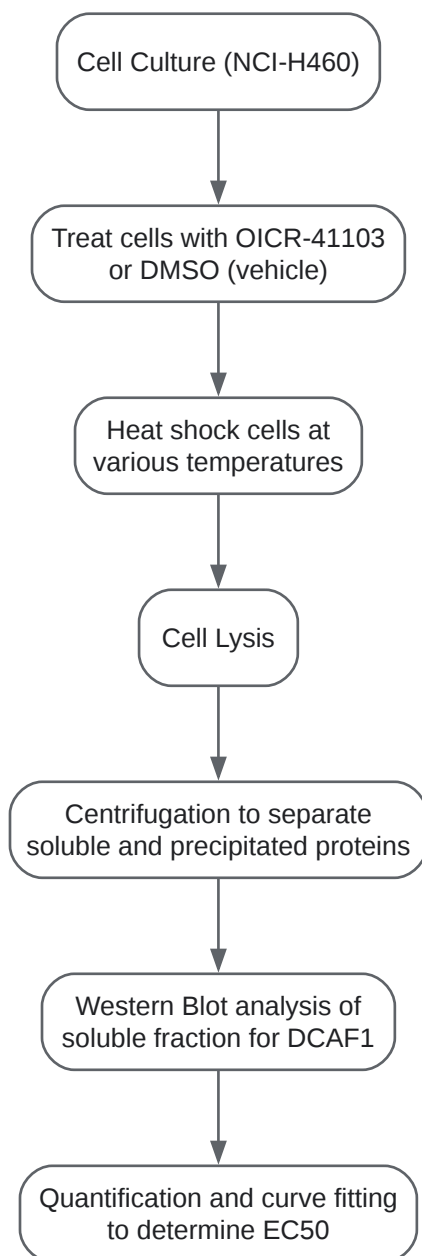 Cell Culture (NCI-H460)
Treat cells with OICR-41103
or DMSO (vehicle)
Heat shock cells at
various temperatures
Cell Lysis
Centrifugation to separate
soluble and precipitated proteins
Western Blot analysis of
soluble fraction for DCAF1
Quantification and curve fitting
to determine EC50